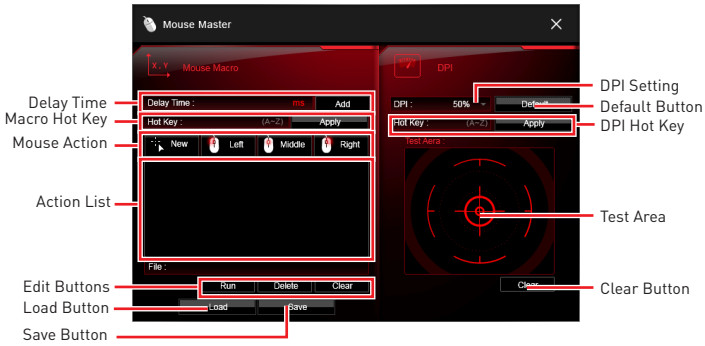 Mouse Master
X , Y
Mouse Macro
DPI
Delay Time :
ms
Add
Hot Key :
(A~Z)
Apply
New
Left
Middle
Right
File :
Run
Delete
Clear
Load
Save
DPI :
50%
Default
Hot Key :
(A~Z)
Apply
Test Aera :
Clear
Delay Time
Macro Hot Key
Mouse Action
Action List
Edit Buttons
Load Button
Save Button
DPI Setting
Default Button
DPI Hot Key
Test Area
Clear Button